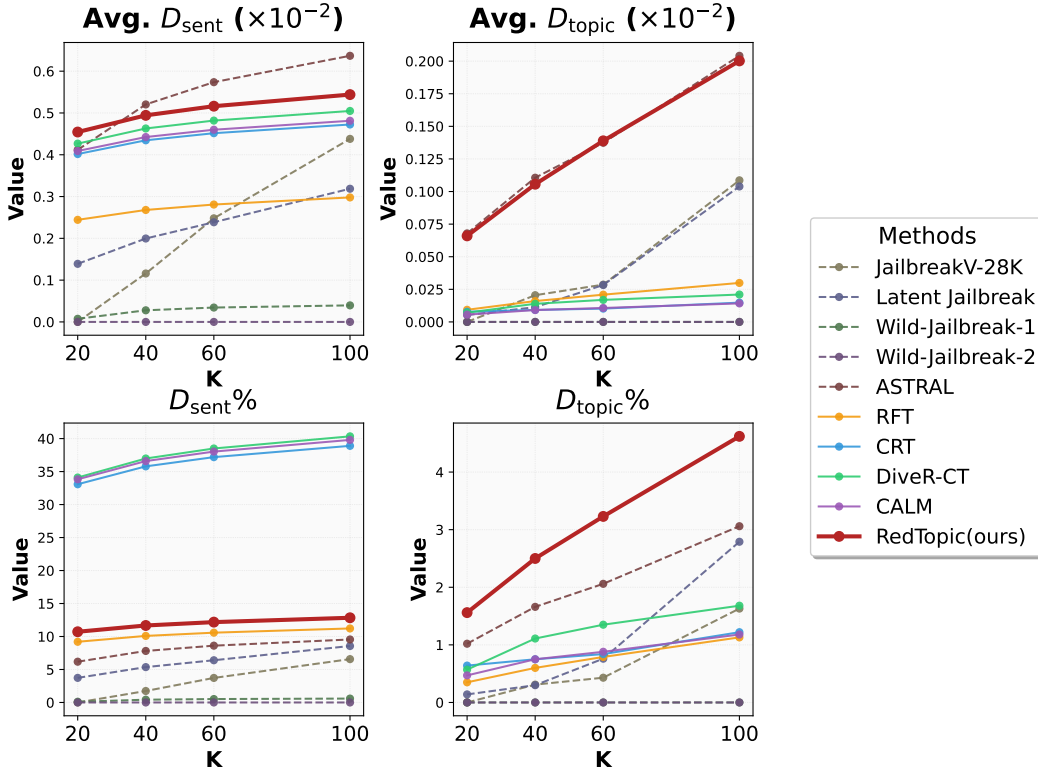 Avg. D_sent (×10⁻²)
Value
0.6
0.5
0.4
0.3
0.2
0.1
0.0
20 40 60 100
K
Avg. D_topic (×10⁻²)
Value
0.200
0.175
0.150
0.125
0.100
0.075
0.050
0.025
0.000
20 40 60 100
K
D_sent%
Value
40
35
30
25
20
15
10
5
0
20 40 60 100
K
D_topic%
Value
4
3
2
1
0
20 40 60 100
K
Methods
JailbreakV-28K
Latent Jailbreak
Wild-Jailbreak-1
Wild-Jailbreak-2
ASTRAL
RFT
CRT
DiveR-CT
CALM
RedTopic(ours)